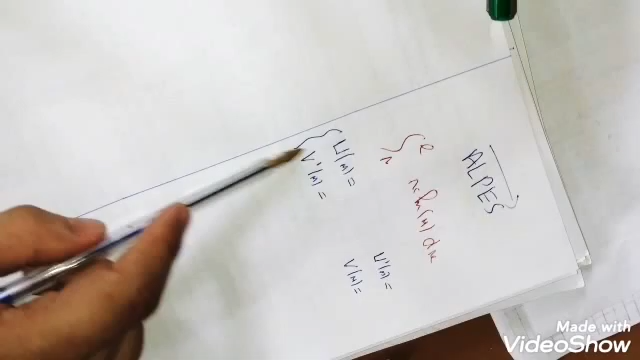 ALPES
∫₁ᵉ x ln(x) dx
U(x) = U'(x) =
V'(x) = V(x) =
Made with
VideoShow